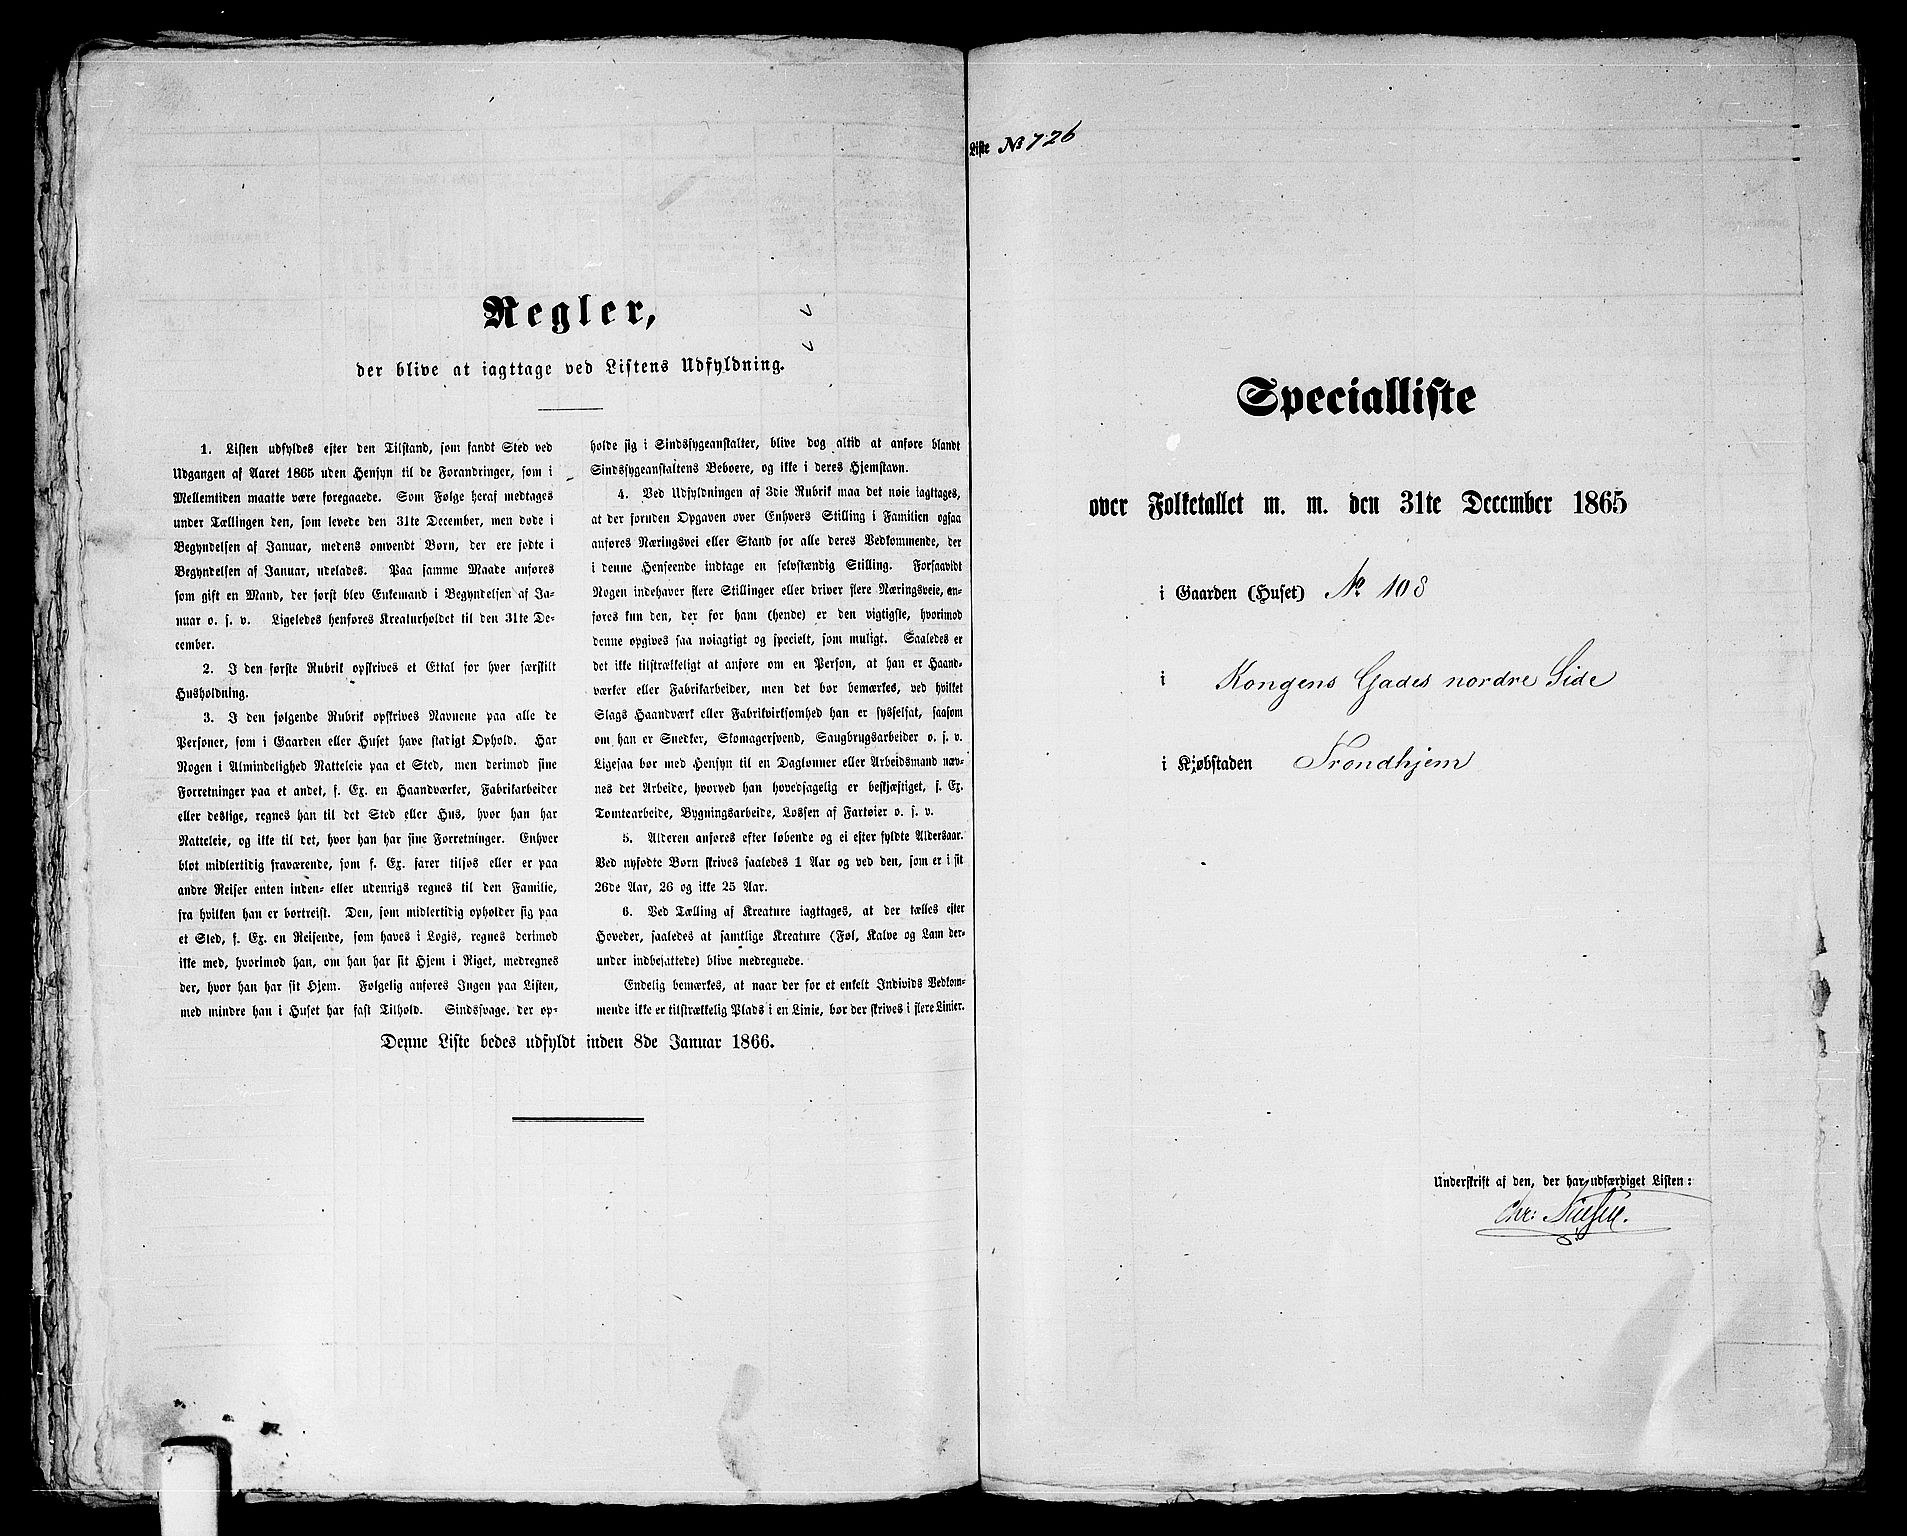 Regler,
der blive at iagttage ved Listens Udfyldning.
1. Listen udfyldes efter den Tilstand, som fandt Sted ved
Udgangen af Aaret 1865 uden Hensyn til de Forandringer, som i
Mellemtiden maatte være foregaaede. Som Følge heraf medtages
under Tællingen den, som levede den 31te December, men døde i
Begyndelsen af Januar, medens omvendt Børn, der ere fødte i
Begyndelsen af Januar, udelades. Paa samme Maade anføres
som gift en Mand, der først blev Enkemand i Begyndelsen af Ja-
nuar o. s. v. Ligeledes henføres Kreaturholdet til den 31te De-
cember.
2. I den første Rubrik opskrives et Ettal for hver særskilt
Husholdning.
3. I den følgende Rubrik opskrives Navnene paa alle de
Personer, som i Gaarden eller Huset have stadigt Ophold. Har
Nogen i Almindelighed Natteleie paa et Sted, men derimod sine
Forretninger paa et andet, f. Ex. en Haandværker, Fabrikarbeider
eller deslige, regnes han til det Sted eller Hus, hvor han har
Natteleie, og ikke til det, hvor han har sine Forretninger. Enhver
blot midlertidig fraværende, som f. Ex. farer tilsøs eller er paa
andre Reiser enten inden- eller udenrigs regnes til den Familie,
fra hvilken han er bortreist. Den, som midlertidig opholder sig paa
et Sted, f. Ex. en Reisende, som haves i Logis, regnes derimod
ikke med, hvorimod han, om han har sit Hjem i Riget, medregnes
der, hvor han har sit Hjem. Følgelig anføres Ingen paa Listen,
med mindre han i Huset har fast Tilhold. Sindssvage, der op-
holde sig i Sindssygeanstalter, blive dog altid at anføre blandt
Sindssygeanstaltens Beboere, og ikke i deres Hjemstavn.
4. Ved Udfyldningen af 3die Rubrik maa det nøie iagttages,
at der foruden Opgaven over Enhvers Stilling i Familien ogsaa
anføres Næringsvei eller Stand for alle deres Vedkommende, der
i denne Henseende indtage en selvstændig Stilling. Forsaavidt
Nogen indehaver flere Stillinger eller driver flere Næringsveie, an-
føres kun den, der for ham (hende) er den vigtigste, hvorimod
denne opgives saa nøiagtigt og specielt, som muligt. Saaledes er
det ikke tilstrækkeligt at anføre om en Person, at han er Haand-
værker eller Fabrikarbeider, men det bør bemærkes, ved hvilket
Slags Haandværk eller Fabrikvirksomhed han er sysselsat, saasom
om han er Snedker, Skomagersvend, Saugbrugsarbeider o. s. v.
Ligesaa bør med Hensyn til en Dagløнner eller Arbeidsmand næv-
nes det Arbeide, hvorved han hovedsagelig er beskjæftiget, f. Ex.
Tomtearbeide, Bygningsarbeide, Lossen af Fartøier o. s. v.
5. Alderen anføres efter løbende og ei efter fyldte Aldersaar.
Ved nyfødte Børn skrives saaledes 1 Aar og ved den, som er i sit
26de Aar, 26 og ikke 25 Aar.
6. Ved Tælling af Kreature iagttages, at der tælles efter
Hoveder, saaledes at samtlige Kreature (Føl, Kalve og Lam der-
under indbefattede) blive medregnede.
Endelig bemærkes, at naar der for et enkelt Individs Vedkom-
mende ikke er tilstrækkelig Plads i en Linie, bør der skrives i flere Linier.
Denne Liste bedes udfyldt inden 8de Januar 1866.
Liste No 726
Specialliste
over Folketallet m. m. den 31te December 1865
i Gaarden (Huset) No 108
i Kongens Gades nordre Side
i Kjøbstaden Trondhjem
Underskrift af den, der har udfærdiget Listen:
Chr: Nielsen.